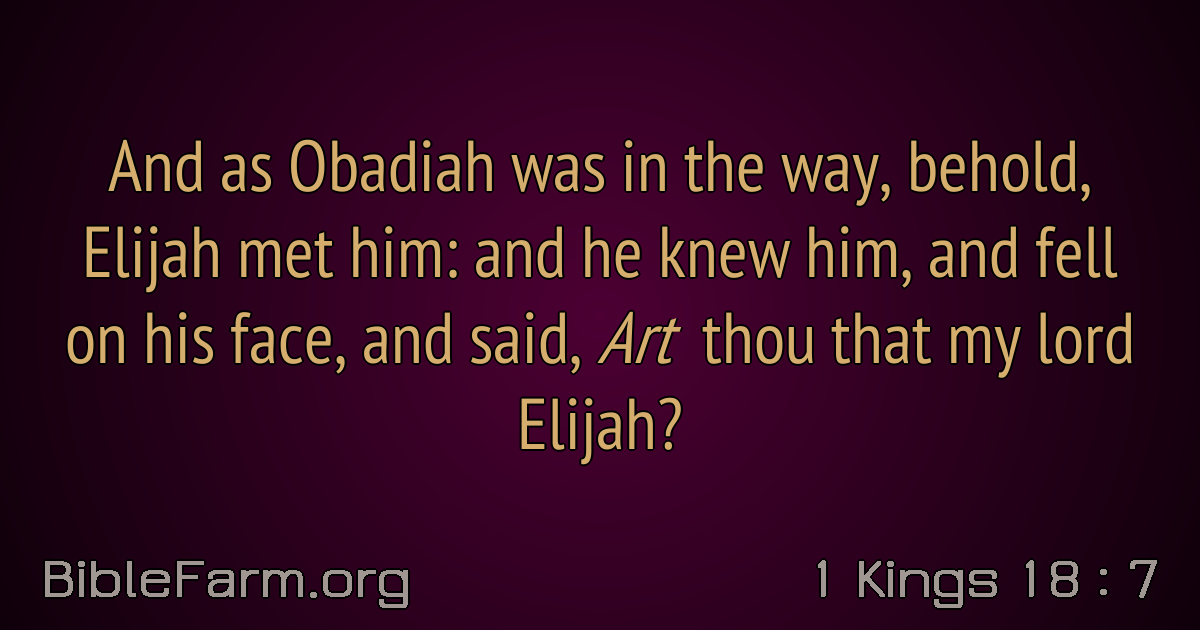 And as Obadiah was in the way, behold,
Elijah met him: and he knew him, and fell
on his face, and said, Art thou that my lord
Elijah?
BibleFarm.org
1 Kings 18 : 7